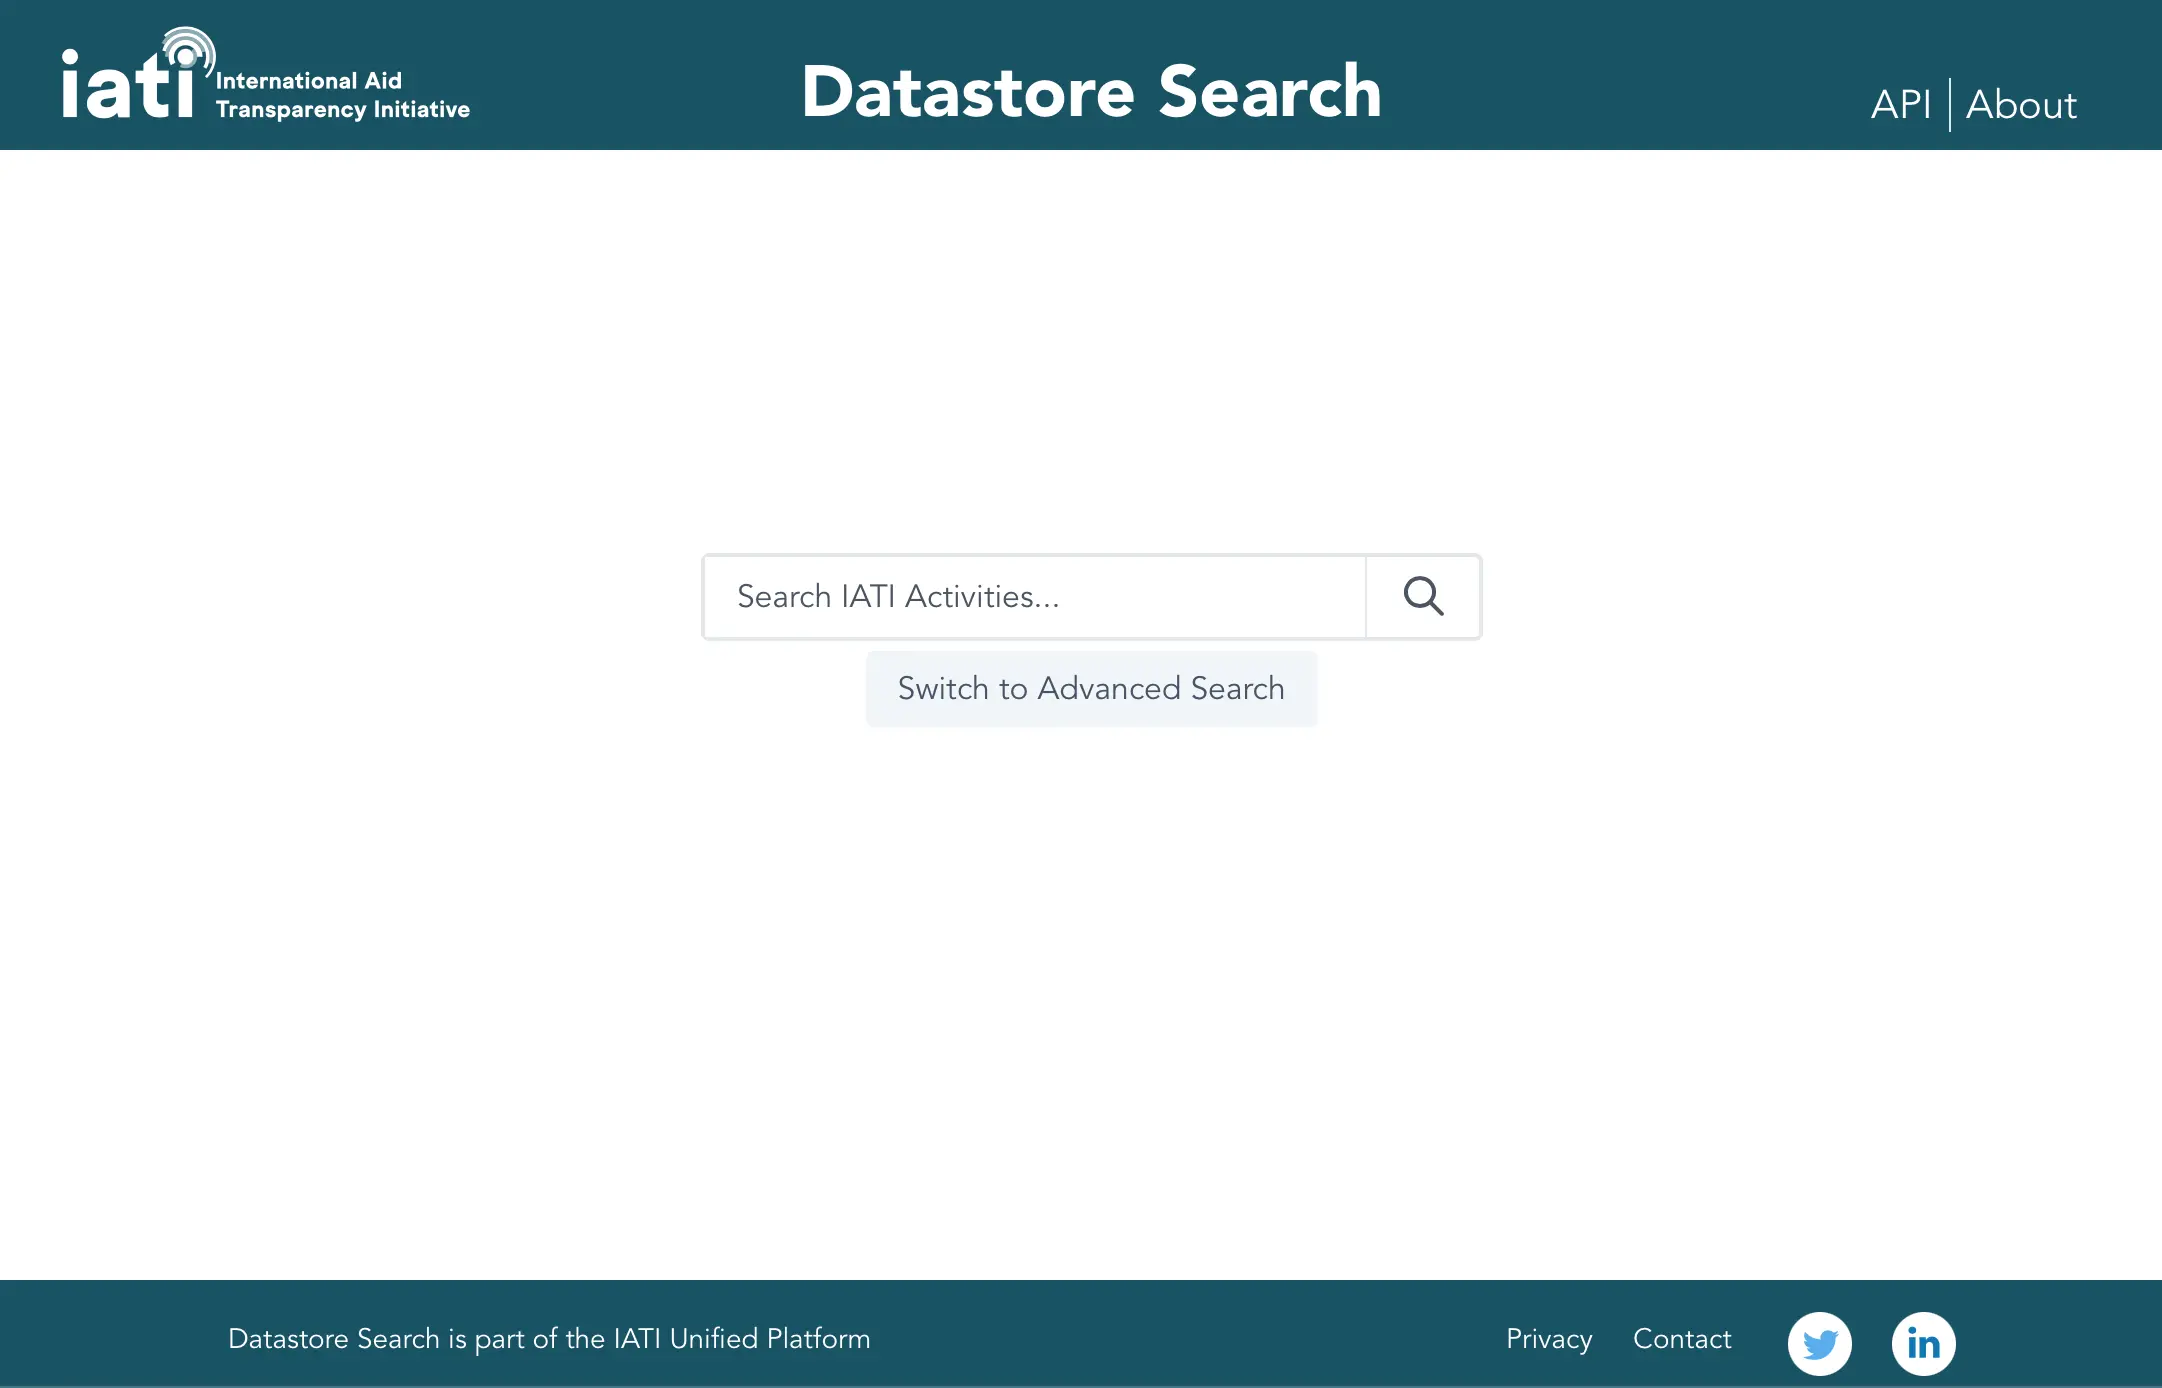 iati International Aid
Transparency Initiative
Datastore Search
API About
Search IATI Activities...
Switch to Advanced Search
Datastore Search is part of the IATI Unified Platform
Privacy Contact in